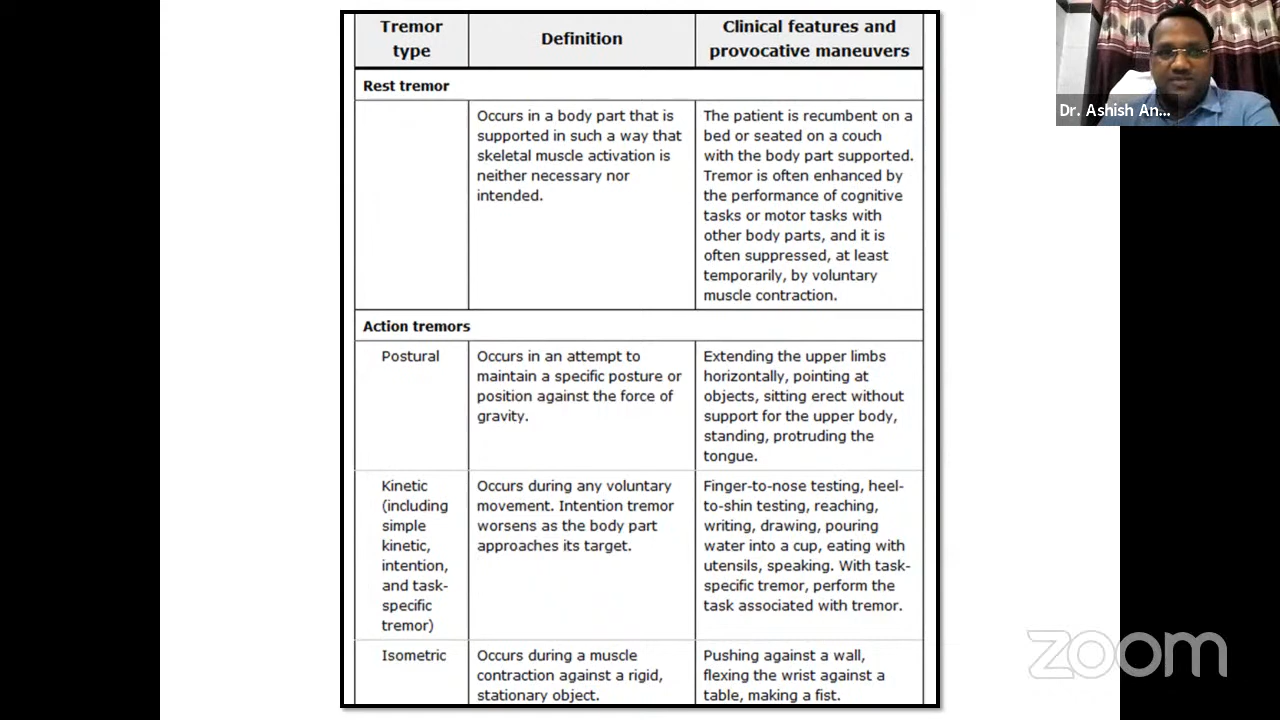 Tremor
type
Definition
Clinical features and
provocative maneuvers
Rest tremor
Occurs in a body part that is
supported in such a way that
skeletal muscle activation is
neither necessary nor
intended.
The patient is recumbent on a
bed or seated on a couch
with the body part supported.
Tremor is often enhanced by
the performance of cognitive
tasks or motor tasks with
other body parts, and it is
often suppressed, at least
temporarily, by voluntary
muscle contraction.
Action tremors
Postural
Occurs in an attempt to
maintain a specific posture or
position against the force of
gravity.
Extending the upper limbs
horizontally, pointing at
objects, sitting erect without
support for the upper body,
standing, protruding the
tongue.
Kinetic
(including
simple
kinetic,
intention,
and task-
specific
tremor)
Occurs during any voluntary
movement. Intention tremor
worsens as the body part
approaches its target.
Finger-to-nose testing, heel-
to-shin testing, reaching,
writing, drawing, pouring
water into a cup, eating with
utensils, speaking. With task-
specific tremor, perform the
task associated with tremor.
Isometric
Occurs during a muscle
contraction against a rigid,
stationary object.
Pushing against a wall,
flexing the wrist against a
table, making a fist.
Dr. Ashish An...
zoom